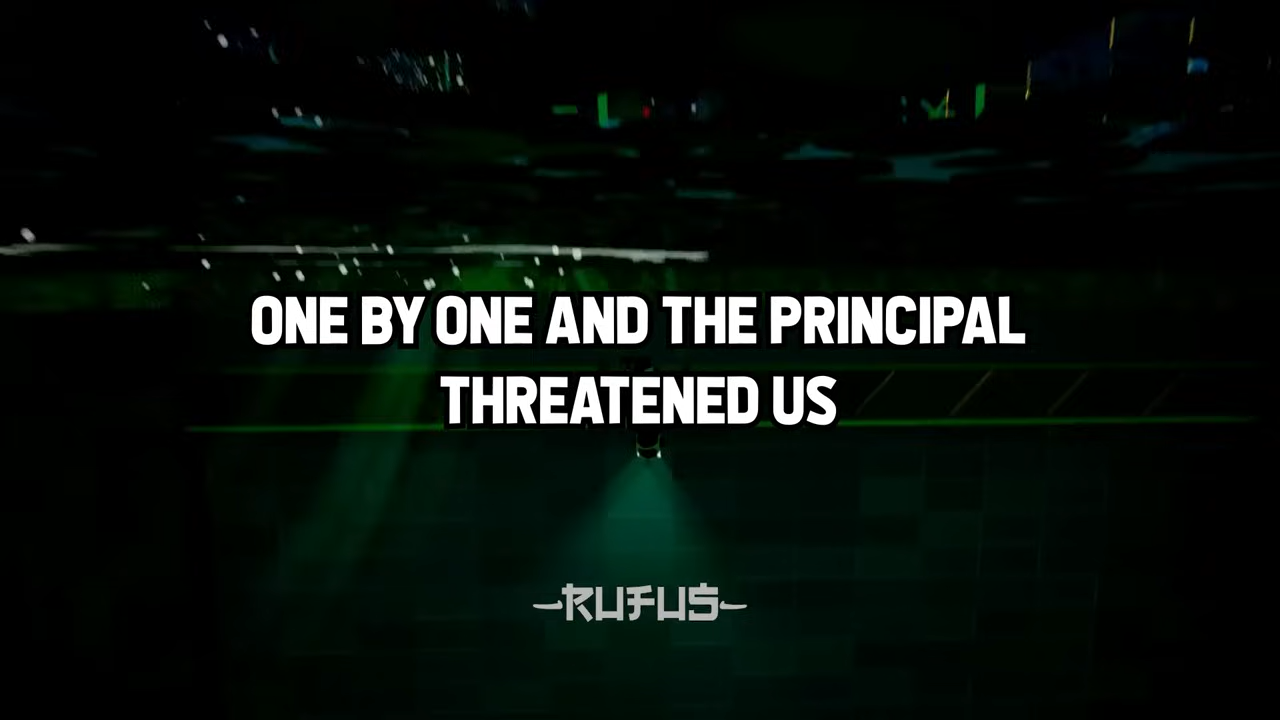 ONE BY ONE AND THE PRINCIPAL
THREATENED US
-RUFUS-